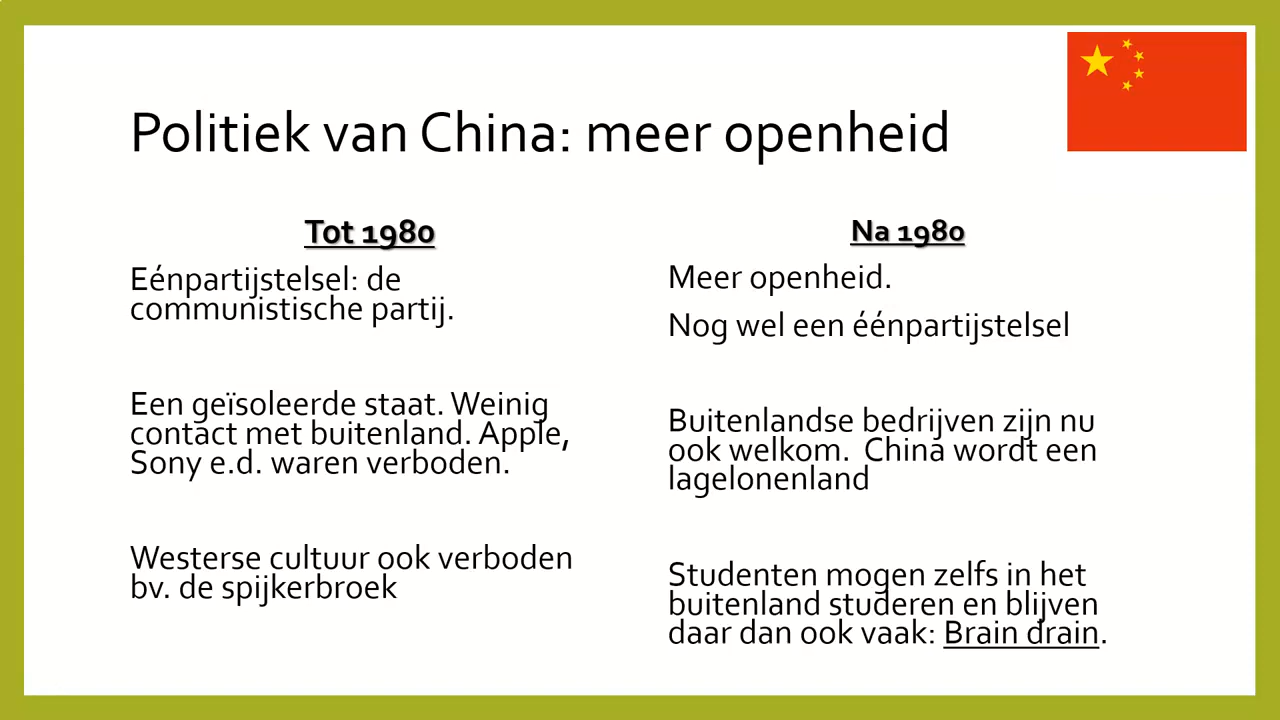 Politiek van China: meer openheid
Tot 1980
Eénpartijstelsel: de
communistische partij.
Een geïsoleerde staat. Weinig
contact met buitenland. Apple,
Sony e.d. waren verboden.
Westerse cultuur ook verboden
bv. de spijkerbroek
Na 1980
Meer openheid.
Nog wel een éénpartijstelsel
Buitenlandse bedrijven zijn nu
ook welkom.  China wordt een
lagelonenland
Studenten mogen zelfs in het
buitenland studeren en blijven
daar dan ook vaak: Brain drain.